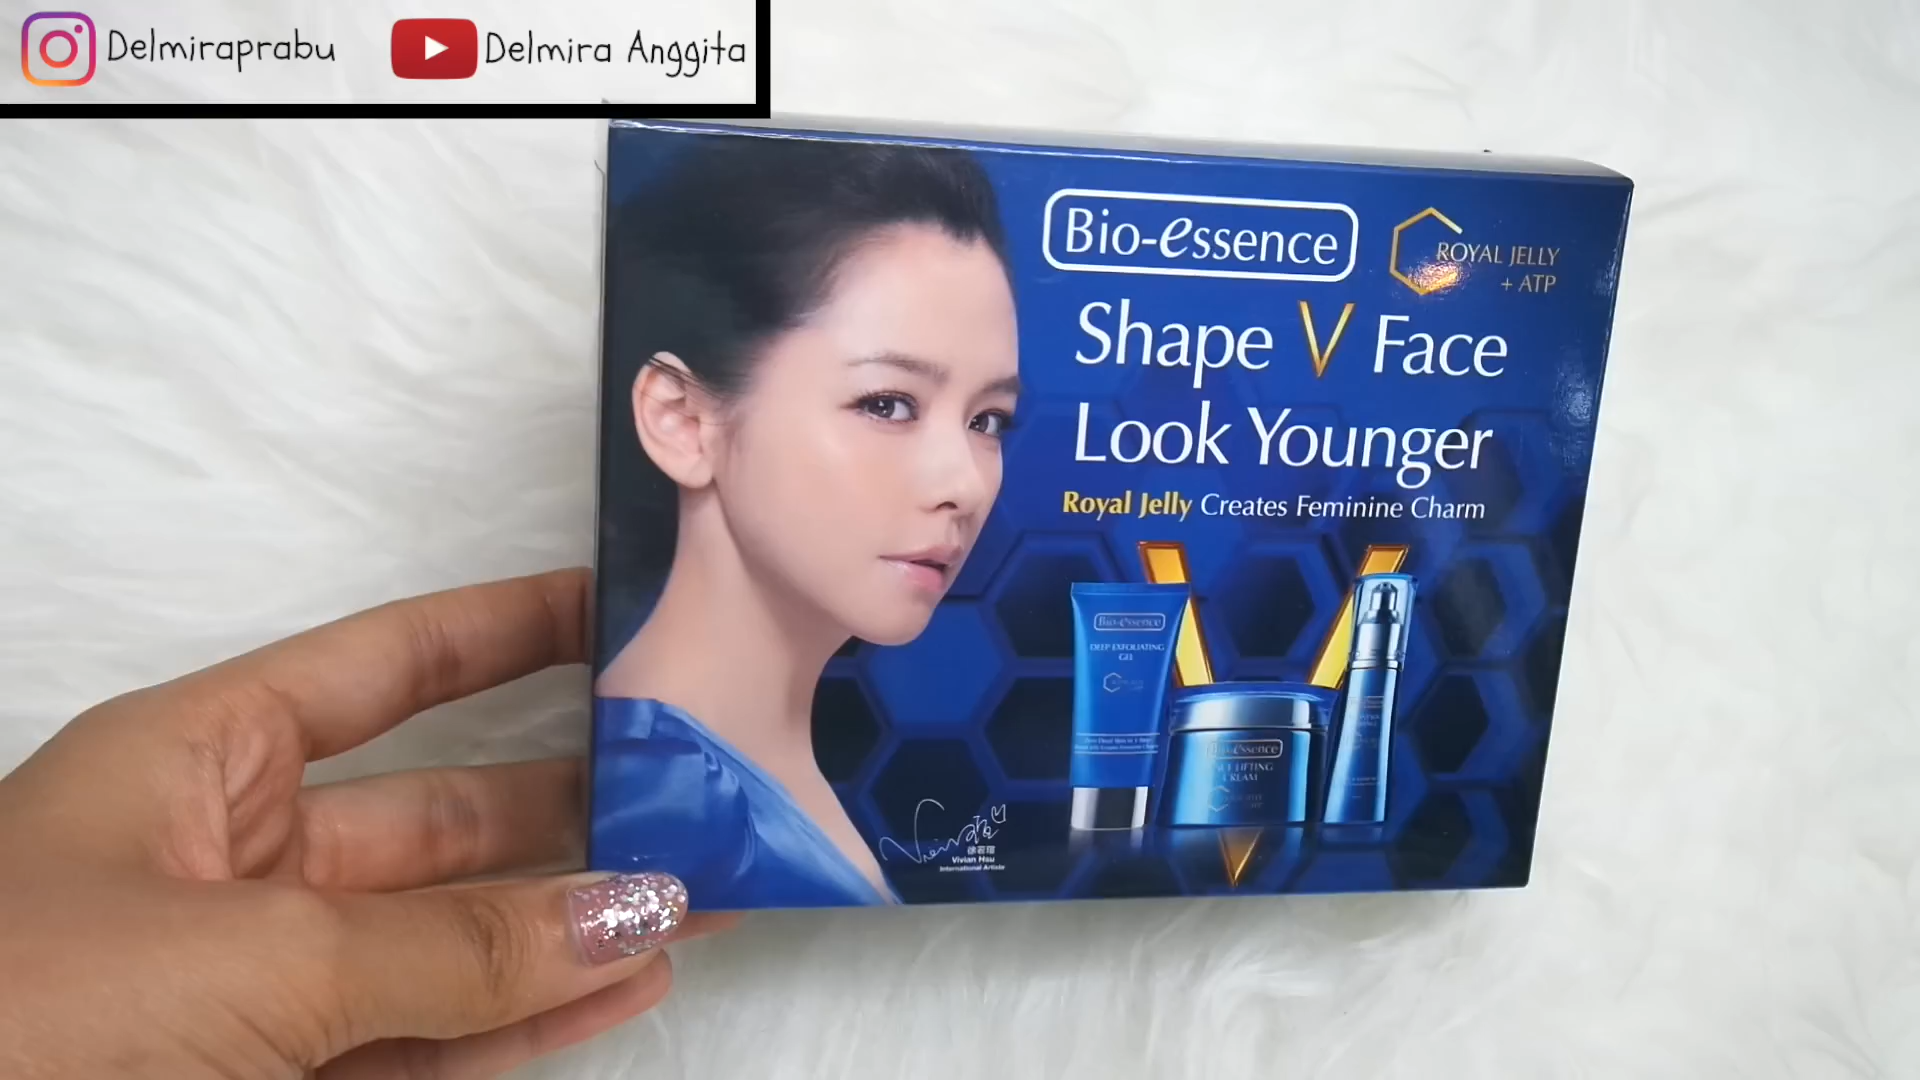 Delmiraprabu
Delmira Anggita
Bio-essence
ROYAL JELLY
+ ATP
Shape V Face
Look Younger
Royal Jelly Creates Feminine Charm
Bio-essence
DEEP EXFOLIATING
GEL
Bio-essence
FACE LIFTING
CREAM
徐若瑄
Vivian Hsu
International Artiste